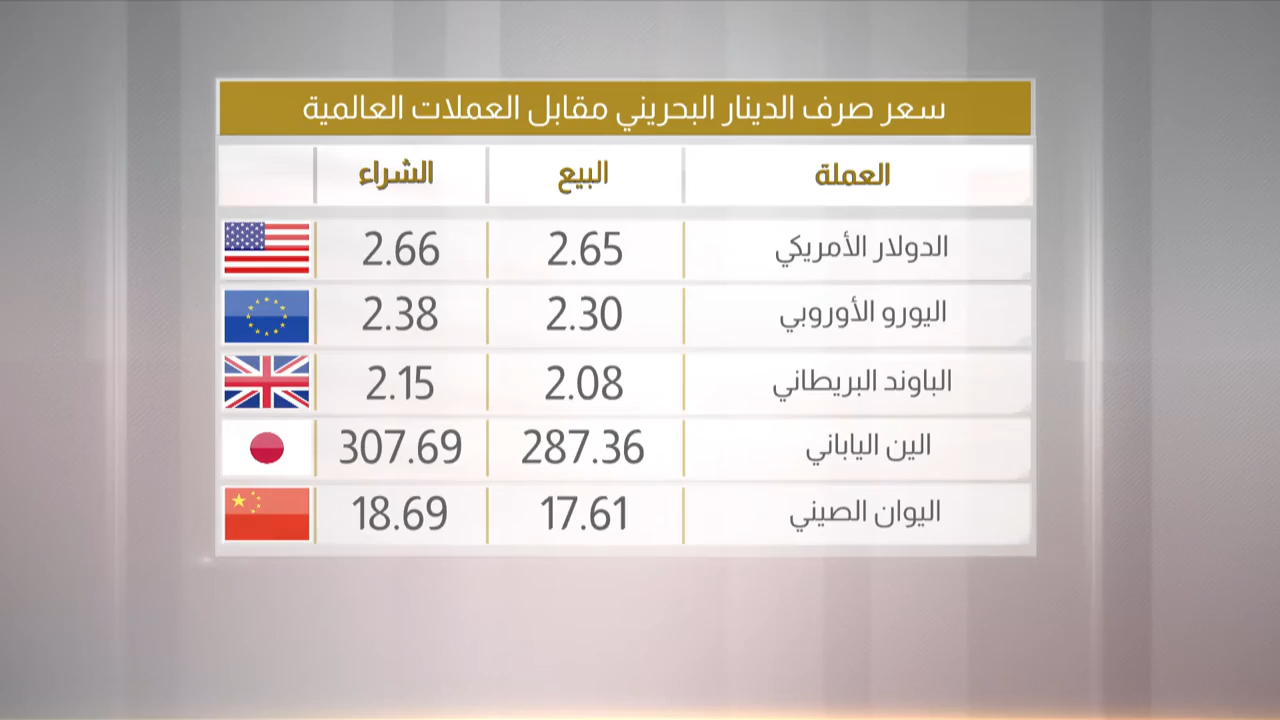 سعر صرف الدينار البحريني مقابل العملات العالمية
العملة البيع الشراء
الدولار الأمريكي 2.65 2.66
اليورو الأوروبي 2.30 2.38
الباوند البريطاني 2.08 2.15
الين الياباني 287.36 307.69
اليوان الصيني 17.61 18.69